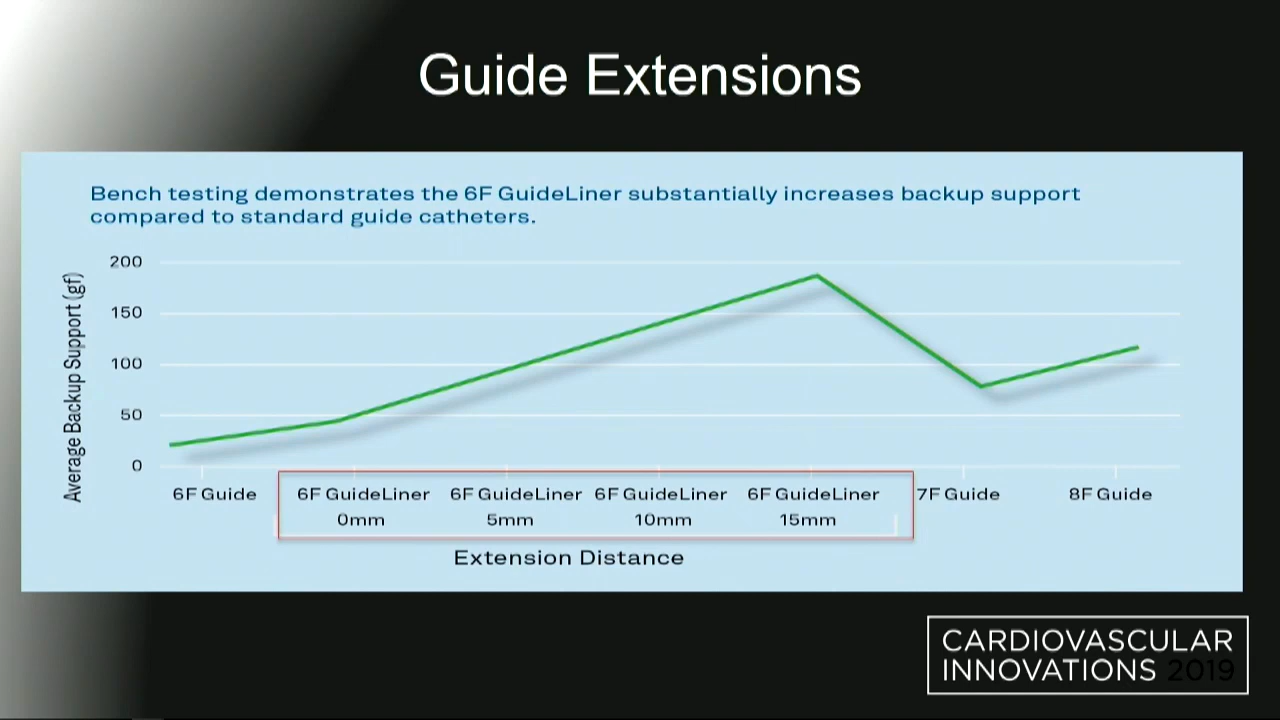 Guide Extensions
Bench testing demonstrates the 6F GuideLiner substantially increases backup support
compared to standard guide catheters.
Average Backup Support (gf)
200
150
100
50
0
6F Guide
6F GuideLiner
0mm
6F GuideLiner
5mm
6F GuideLiner
10mm
6F GuideLiner
15mm
7F Guide
8F Guide
Extension Distance
CARDIOVASCULAR
INNOVATIONS 2019